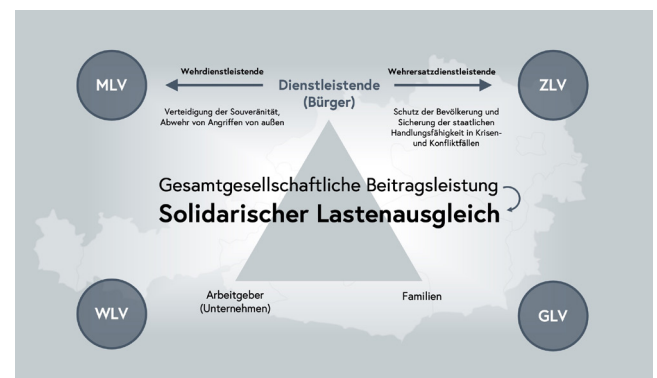 MLV
Wehrdienstleistende
Verteidigung der Souveränität,
Abwehr von Angriffen von außen
Dienstleistende
(Bürger)
Wehrersatzdienstleistende
Schutz der Bevölkerung und
Sicherung der staatlichen
Handlungsfähigkeit in Krisen-
und Konfliktfällen
ZLV
Gesamtgesellschaftliche Beitragsleistung
Solidarischer Lastenausgleich
WLV
Arbeitgeber
(Unternehmen)
Familien
GLV